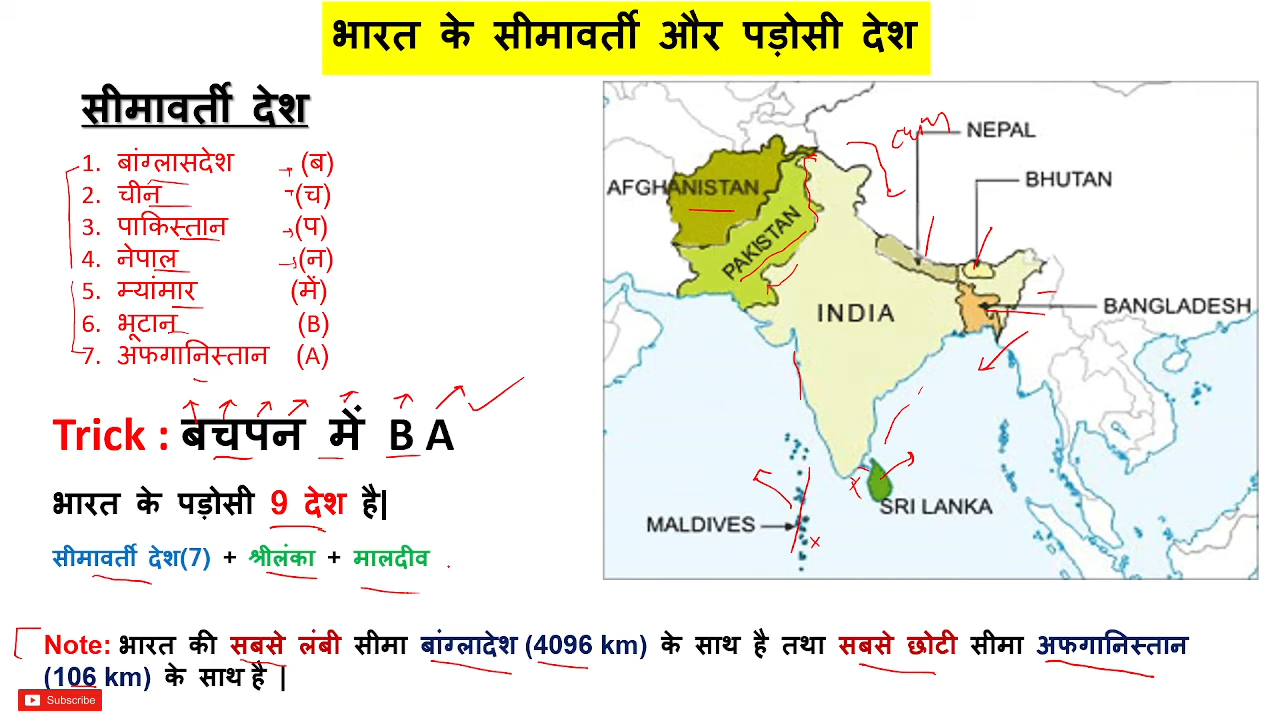 भारत के सीमावर्ती और पड़ोसी देश
सीमावर्ती देश
1. बांग्लासदेश (ब)
2. चीन (च)
3. पाकिस्तान (प)
4. नेपाल (न)
5. म्यांमार (में)
6. भूटान (B)
7. अफगानिस्तान (A)
Trick : बचपन में B A
भारत के पड़ोसी 9 देश है|
सीमावर्ती देश(7) + श्रीलंका + मालदीव
NEPAL
BHUTAN
AFGHANISTAN
PAKISTAN
INDIA
BANGLADESH
SRI LANKA
MALDIVES
Note: भारत की सबसे लंबी सीमा बांग्लादेश (4096 km) के साथ है तथा सबसे छोटी सीमा अफगानिस्तान
(106 km) के साथ है |
Subscribe